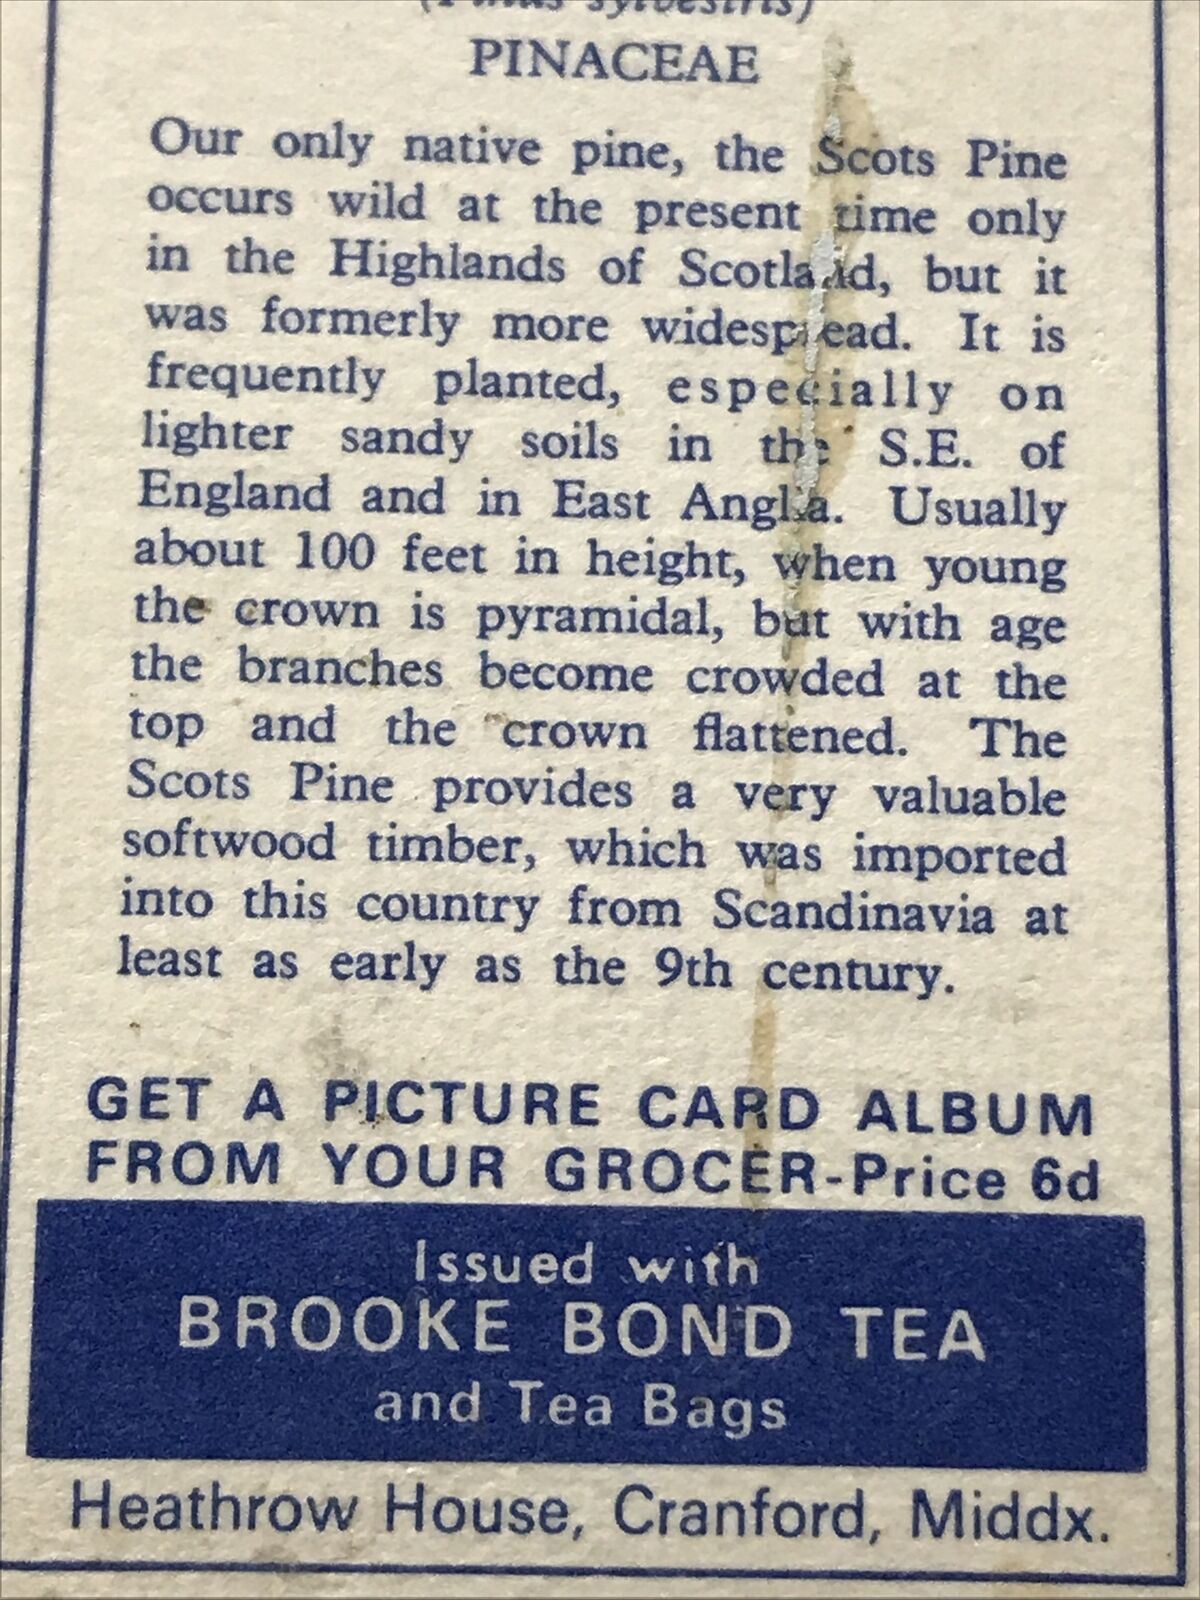 (Pinus sylvestris)
PINACEAE
Our only native pine, the Scots Pine
occurs wild at the present time only
in the Highlands of Scotland, but it
was formerly more widespread. It is
frequently planted, especially on
lighter sandy soils in the S.E. of
England and in East Anglia. Usually
about 100 feet in height, when young
the crown is pyramidal, but with age
the branches become crowded at the
top and the crown flattened. The
Scots Pine provides a very valuable
softwood timber, which was imported
into this country from Scandinavia at
least as early as the 9th century.
GET A PICTURE CARD ALBUM
FROM YOUR GROCER-Price 6d
Issued with
BROOKE BOND TEA
and Tea Bags
Heathrow House, Cranford, Middx.